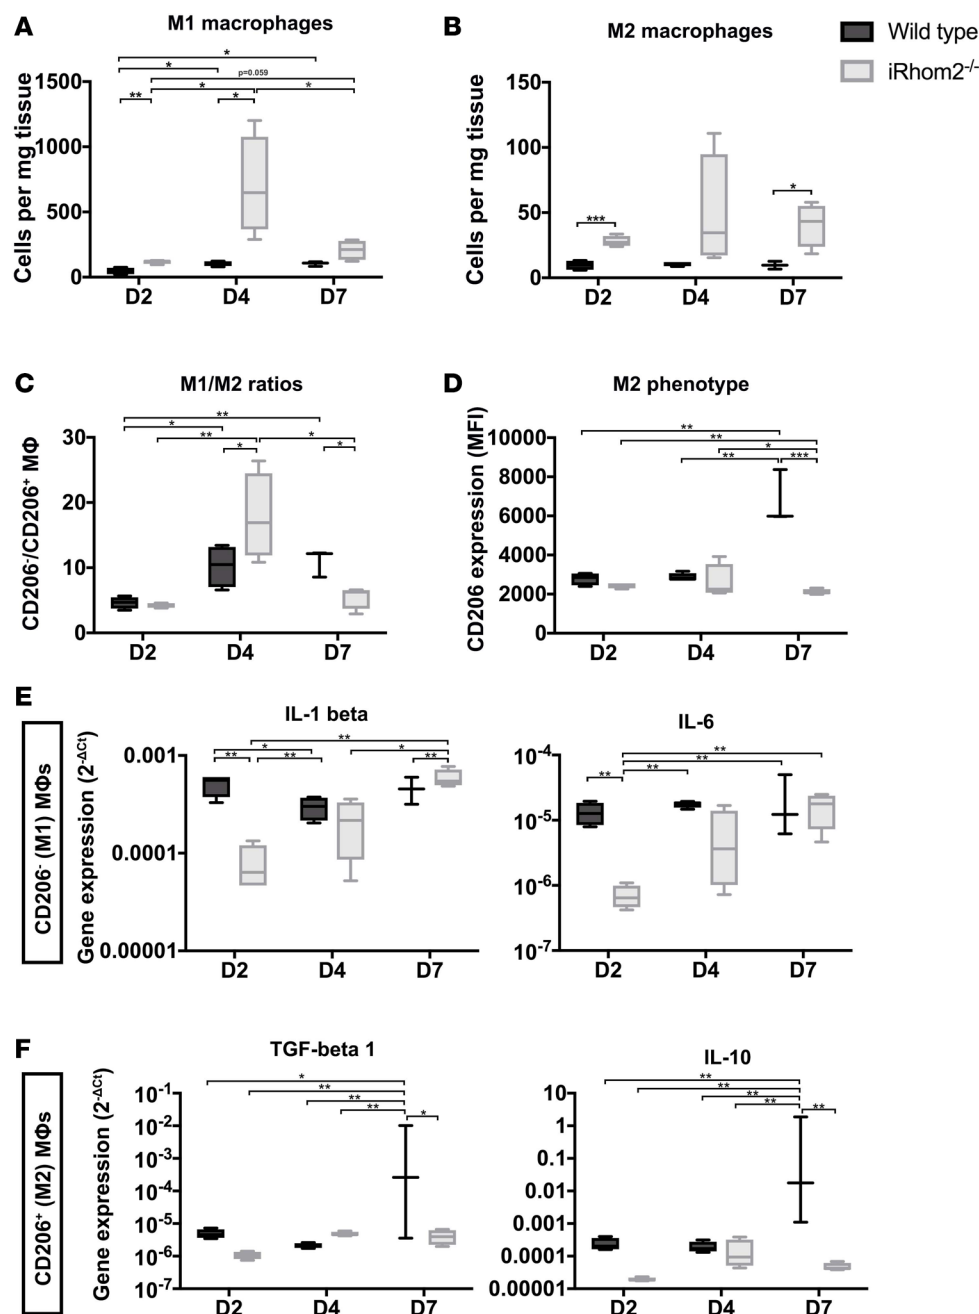 A
M1 macrophages
B
M2 macrophages
Wild type
iRhom2-/-
Cells per mg tissue
1500
1000
500
0
*
*
p=0.059
*
*
**
*
D2
D4
D7
Cells per mg tissue
150
100
50
0
***
*
D2
D4
D7
C
M1/M2 ratios
D
M2 phenotype
CD206-/CD206+ MΦ
30
20
10
0
**
*
**
*
*
*
D2
D4
D7
CD206 expression (MFI)
10000
8000
6000
4000
2000
0
**
**
*
**
***
D2
D4
D7
E
CD206- (M1) MΦs
IL-1 beta
Gene expression (2-ΔCt)
0.001
0.0001
0.00001
**
*
*
**
**
**
D2
D4
D7
IL-6
10-4
10-5
10-6
10-7
**
**
**
**
D2
D4
D7
F
CD206+ (M2) MΦs
TGF-beta 1
Gene expression (2-ΔCt)
10-1
10-2
10-3
10-4
10-5
10-6
10-7
*
**
**
**
*
D2
D4
D7
IL-10
10
1
0.1
0.01
0.001
0.0001
0.00001
**
**
**
**
**
D2
D4
D7